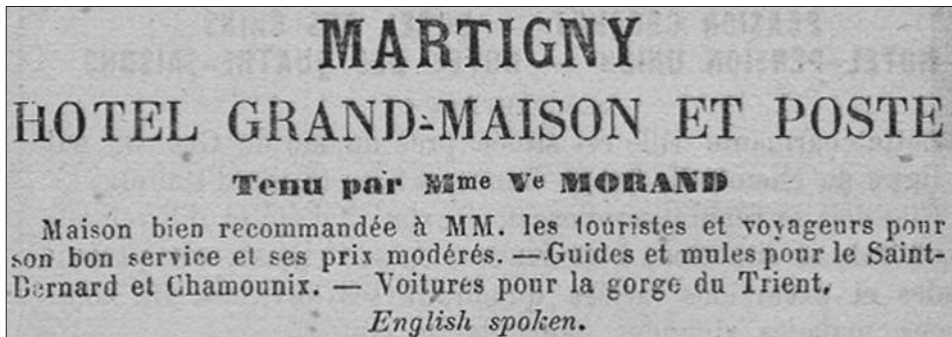 MARTIGNY
HOTEL GRAND-MAISON ET POSTE
Tenu par Mme Ve MORAND
Maison bien recommandée à MM. les touristes et voyageurs pour
son bon service et ses prix modérés. — Guides et mules pour le Saint-
Bernard et Chamounix. — Voitures pour la gorge du Trient,
English spoken.